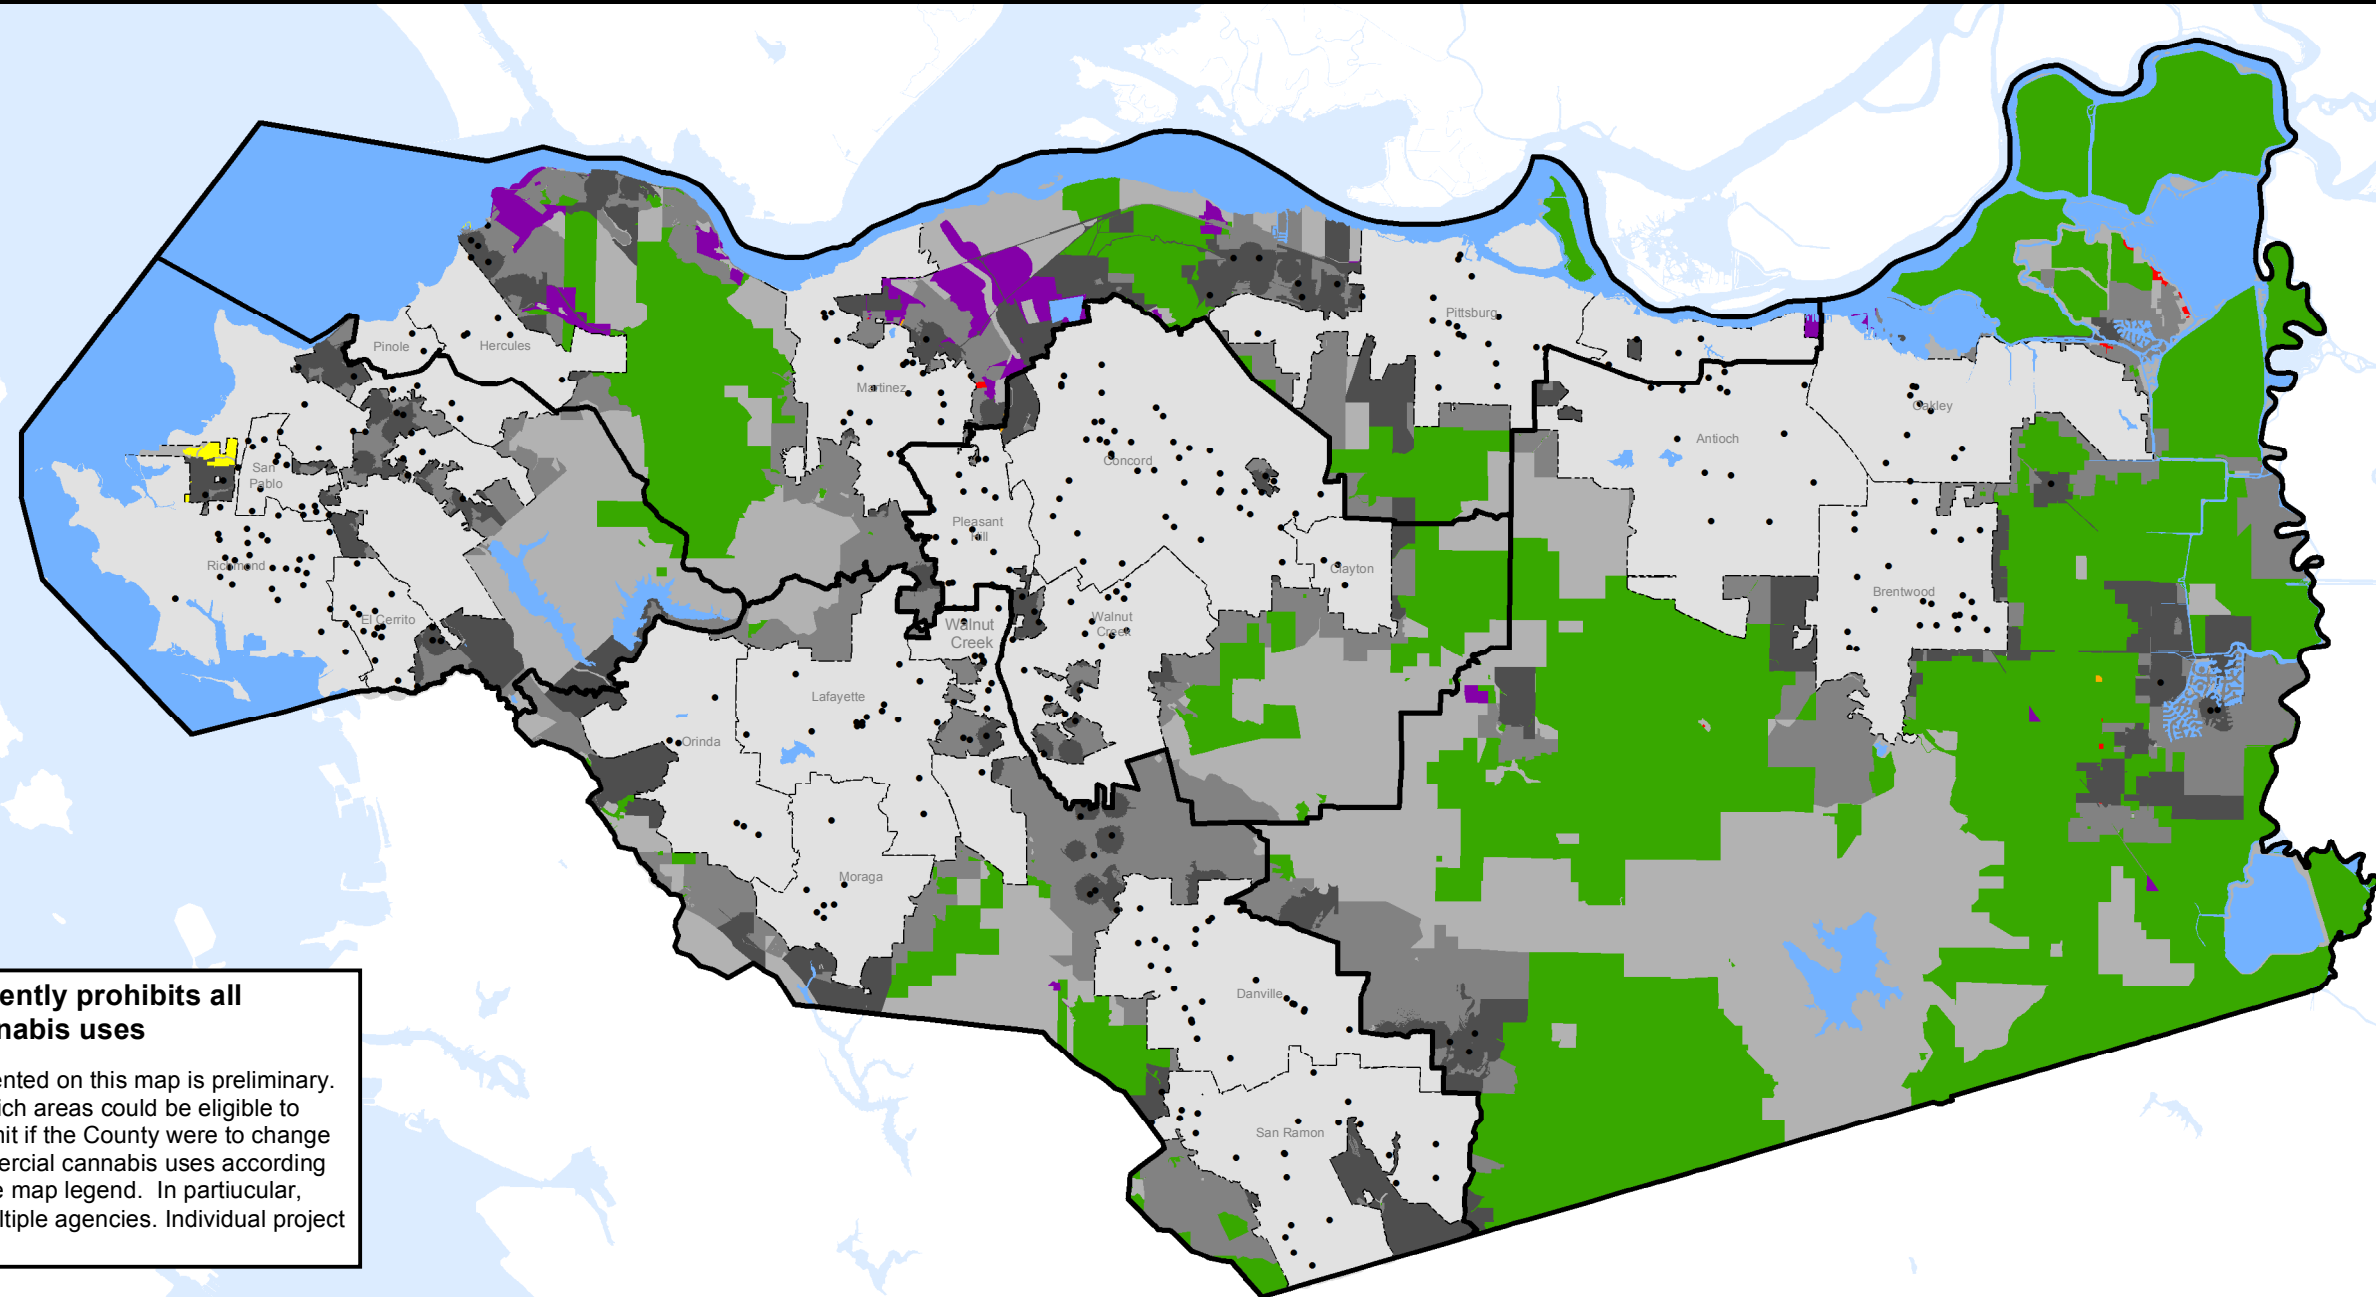 Pinole
Hercules
Martinez
Pittsburg
Oakley
Antioch
Concord
San
Pablo
Pleasant
Hill
Richmond
Clayton
Brentwood
El Cerrito
Walnut
Creek
Walnut
Creek
Lafayette
Orinda
Moraga
Danville
San Ramon
ently prohibits all
nabis uses
ented on this map is preliminary.
ich areas could be eligible to
nit if the County were to change
ercial cannabis uses according
e map legend.  In partiucular,
ultiple agencies. Individual project